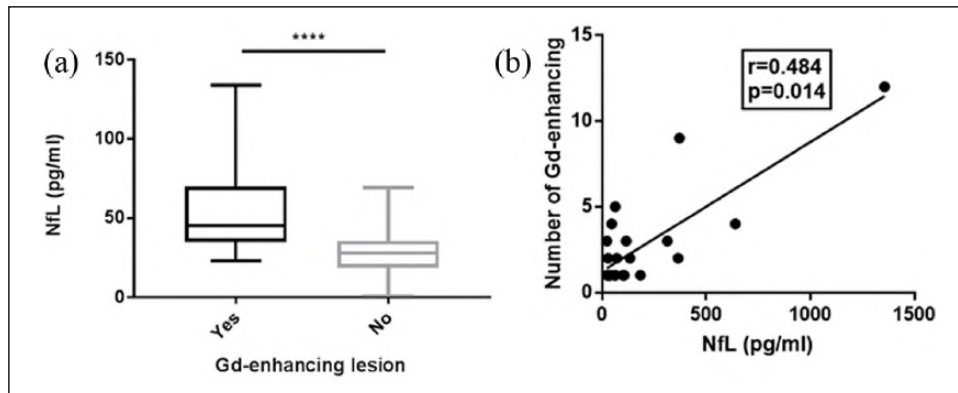 (a)
****
150
100
50
0
NfL (pg/ml)
Yes
No
Gd-enhancing lesion
(b)
15
10
5
0
Number of Gd-enhancing
r=0.484
p=0.014
0
500
1000
1500
NfL (pg/ml)